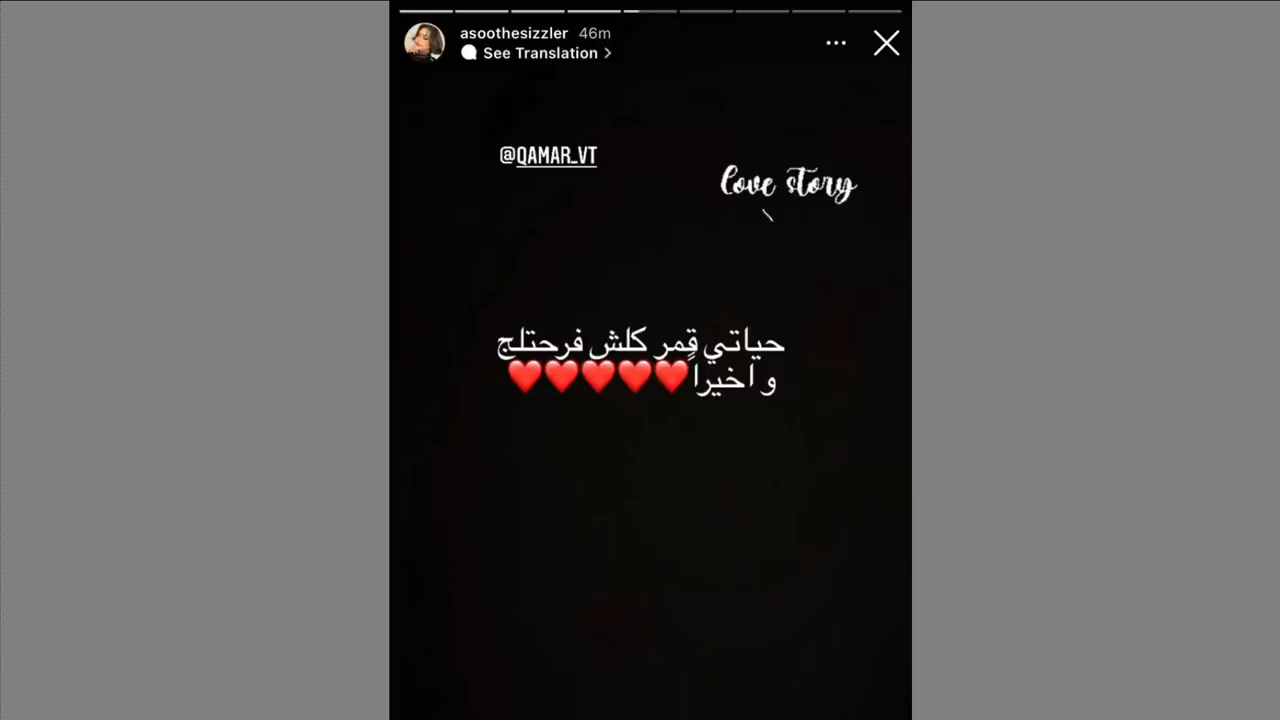 asoothesizzler 46m
See Translation >
@QAMAR_VT
love story
حياتي قمر كلش فرحتلج
و اخيراً❤️❤️❤️❤️❤️